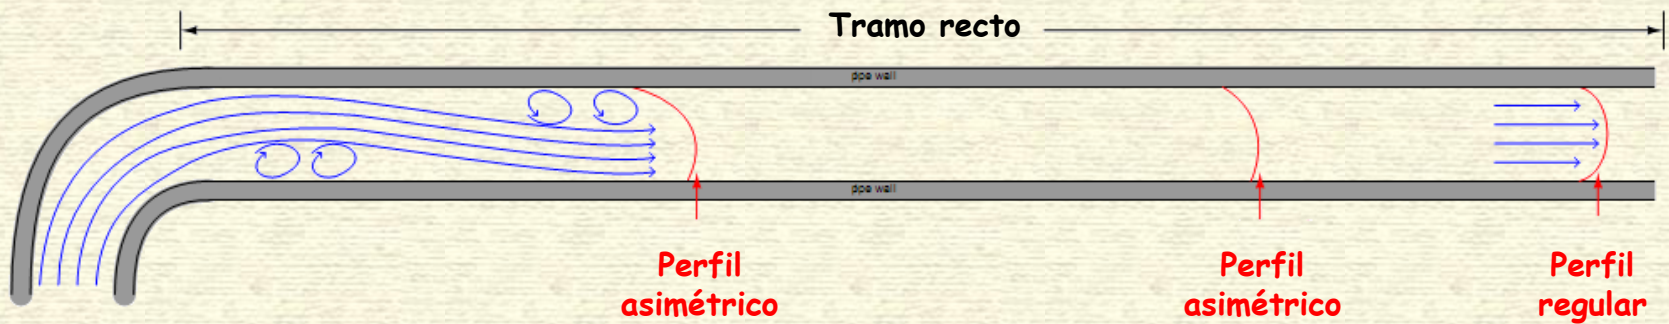 Tramo recto
pipe wall
pipe wall
Perfil
asimétrico
Perfil
asimétrico
Perfil
regular